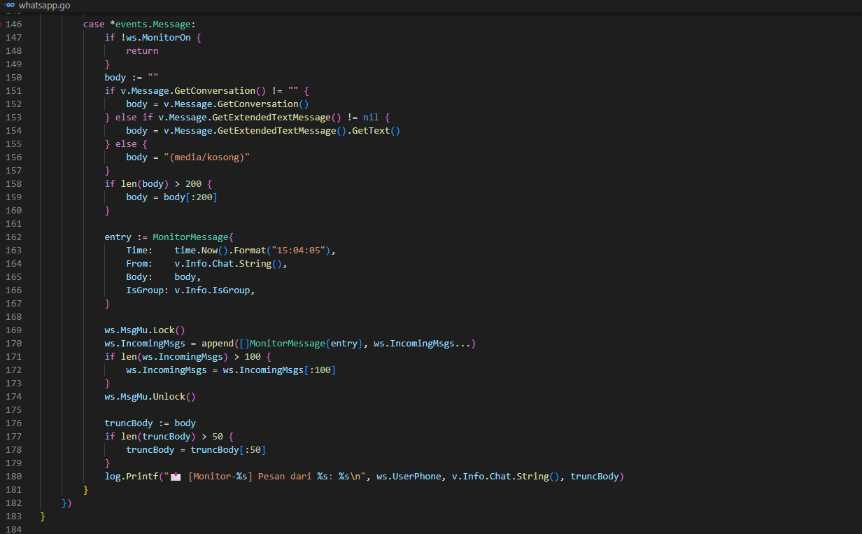 whatsapp.go
146 case *events.Message:
147 if !ws.MonitorOn {
148 return
149 }
150 body := ""
151 if v.Message.GetConversation() != "" {
152 body = v.Message.GetConversation()
153 } else if v.Message.GetExtendedTextMessage() != nil {
154 body = v.Message.GetExtendedTextMessage().GetText()
155 } else {
156 body = "(media/kosong)"
157 }
158 if len(body) > 200 {
159 body = body[:200]
160 }
161
162 entry := MonitorMessage{
163 Time: time.Now().Format("15:04:05"),
164 From: v.Info.Chat.String(),
165 Body: body,
166 IsGroup: v.Info.IsGroup,
167 }
168
169 ws.MsgMu.Lock()
170 ws.IncomingMsgs = append([]MonitorMessage{entry}, ws.IncomingMsgs...)
171 if len(ws.IncomingMsgs) > 100 {
172 ws.IncomingMsgs = ws.IncomingMsgs[:100]
173 }
174 ws.MsgMu.Unlock()
175
176 truncBody := body
177 if len(truncBody) > 50 {
178 truncBody = truncBody[:50]
179 }
180 log.Printf("📩 [Monitor-%s] Pesan dari %s: %s\n", ws.UserPhone, v.Info.Chat.String(), truncBody)
181 }
182 })
183 }
184